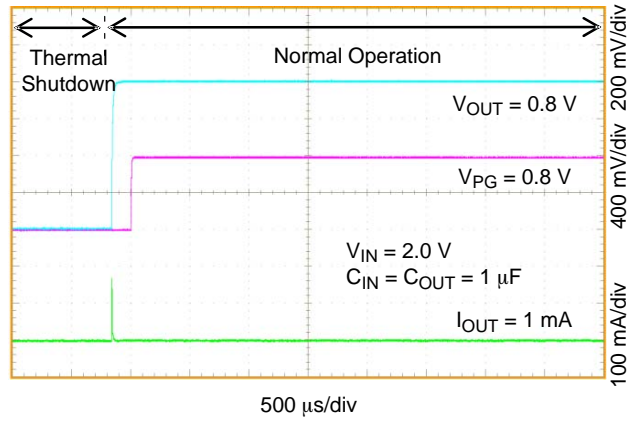 Thermal
Shutdown
Normal Operation
200 mV/div
V_OUT = 0.8 V
V_PG = 0.8 V
400 mV/div
V_IN = 2.0 V
C_IN = C_OUT = 1 μF
I_OUT = 1 mA
100 mA/div
500 μs/div